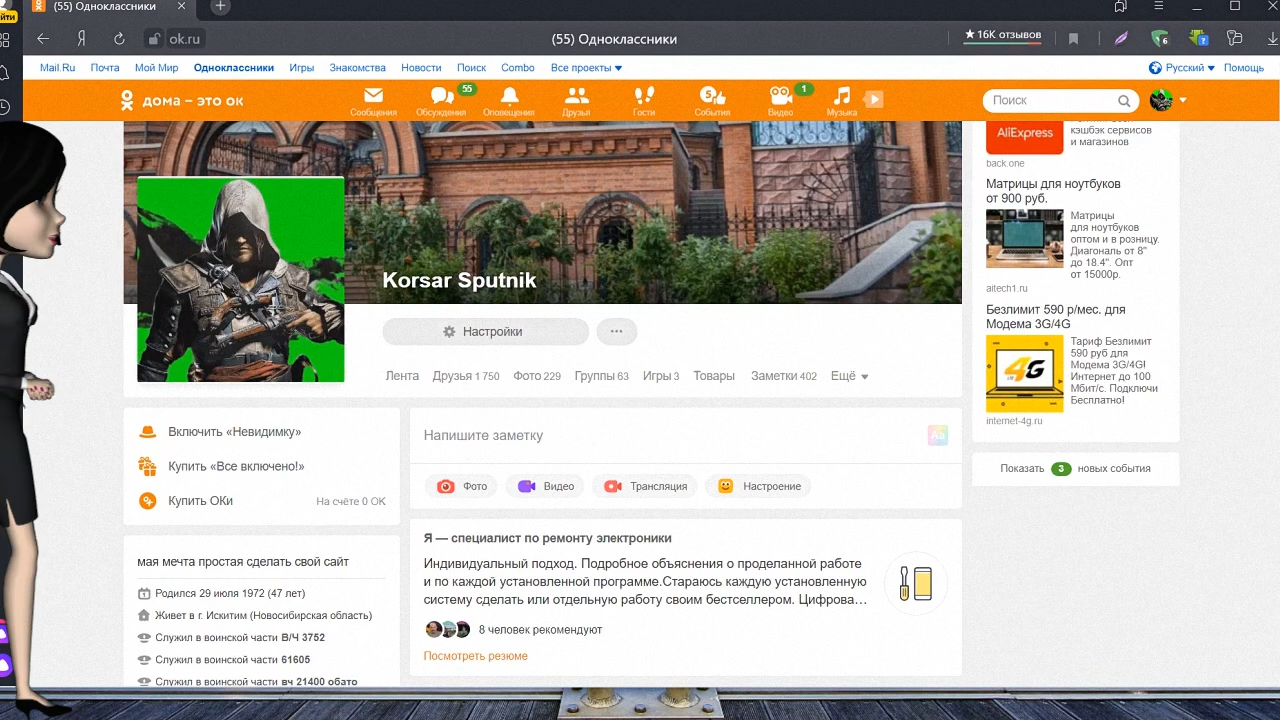 йти
(55) Одноклассники
Я
ok.ru
(55) Одноклассники
★ 16K отзывов
6
7
Mail.Ru Почта Мой Мир Одноклассники Игры Знакомства Новости Поиск Combo Все проекты
Русский Помощь
дома – это ок
55
5
1
Сообщения Обсуждения Оповещения Друзья Гости События Видео Музыка
Поиск
AliExpress
кэшбэк сервисов
и магазинов
back.one
Матрицы для ноутбуков
от 900 руб.
Матрицы
для ноутбуков
оптом и в розницу.
Диагональ от 8"
до 18.4". Опт
от 15000р.
aitech1.ru
Безлимит 590 р/мес. для
Модема 3G/4G
4G
Тариф Безлимит
590 руб для
Модема 3G/4G!
Интернет до 100
Мбит/с. Подключи
Бесплатно!
internet-4g.ru
Показать 3 новых события
Korsar Sputnik
Настройки
Лента Друзья 1 750 Фото 229 Группы 63 Игры 3 Товары Заметки 402 Ещё
Включить «Невидимку»
Купить «Все включено!»
Купить ОКи
На счёте 0 ОК
Напишите заметку
Aa
Фото Видео Трансляция Настроение
мая мечта простая сделать свой сайт
Родился 29 июля 1972 (47 лет)
Живет в г. Искитим (Новосибирская область)
Служил в воинской части В/Ч 3752
Служил в воинской части 61605
Служил в воинской части вч 21400 обато
Я — специалист по ремонту электроники
Индивидуальный подход. Подробное объяснения о проделанной работе
и по каждой установленной программе.Стараюсь каждую установленную
систему сделать или отдельную работу своим бестселлером. Цифрова…
8 человек рекомендуют
Посмотреть резюме